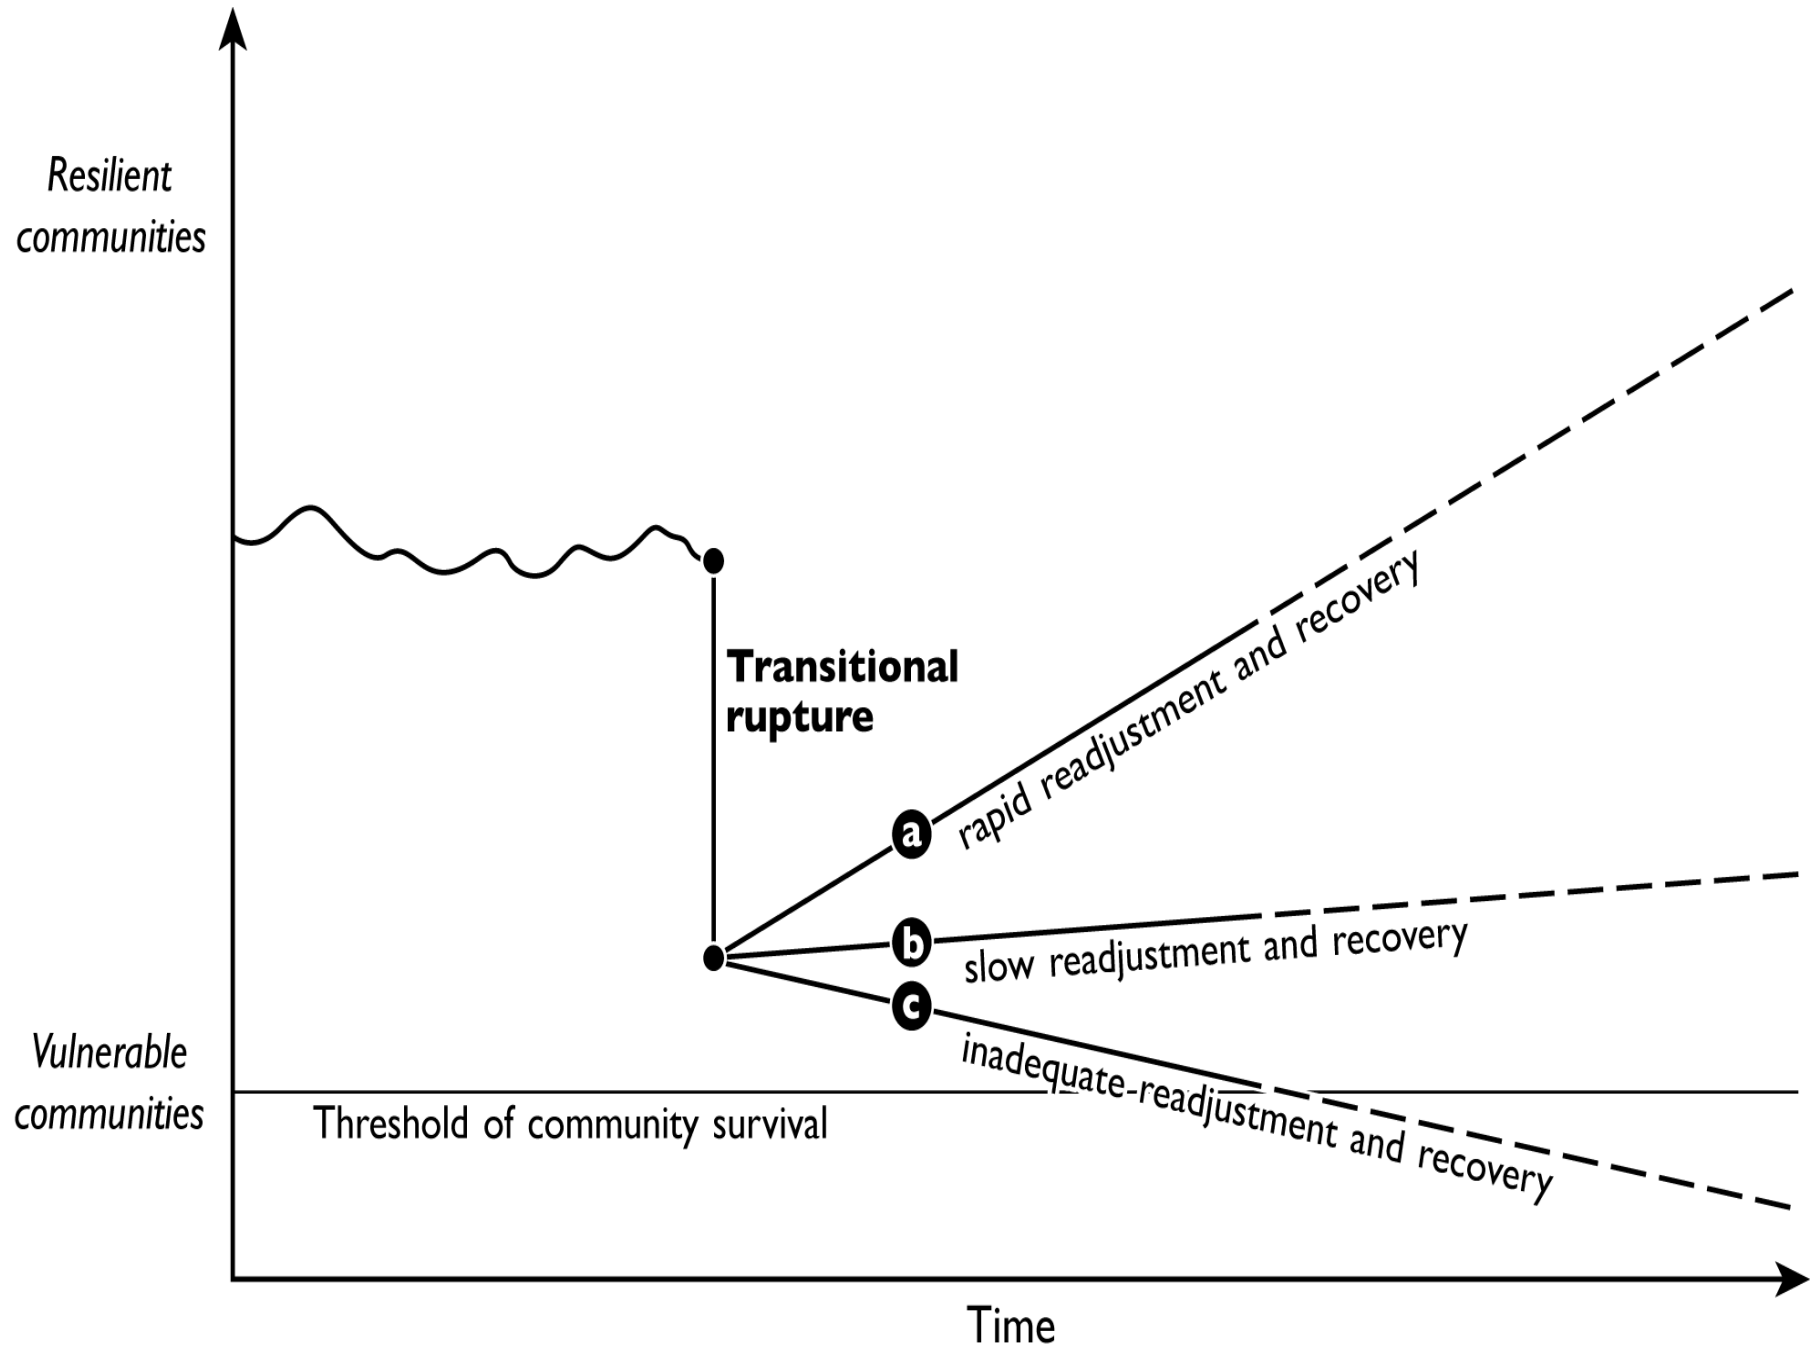 Resilient
communities
Transitional
rupture
a
rapid readjustment and recovery
b
slow readjustment and recovery
c
inadequate-readjustment and recovery
Vulnerable
communities
Threshold of community survival
Time